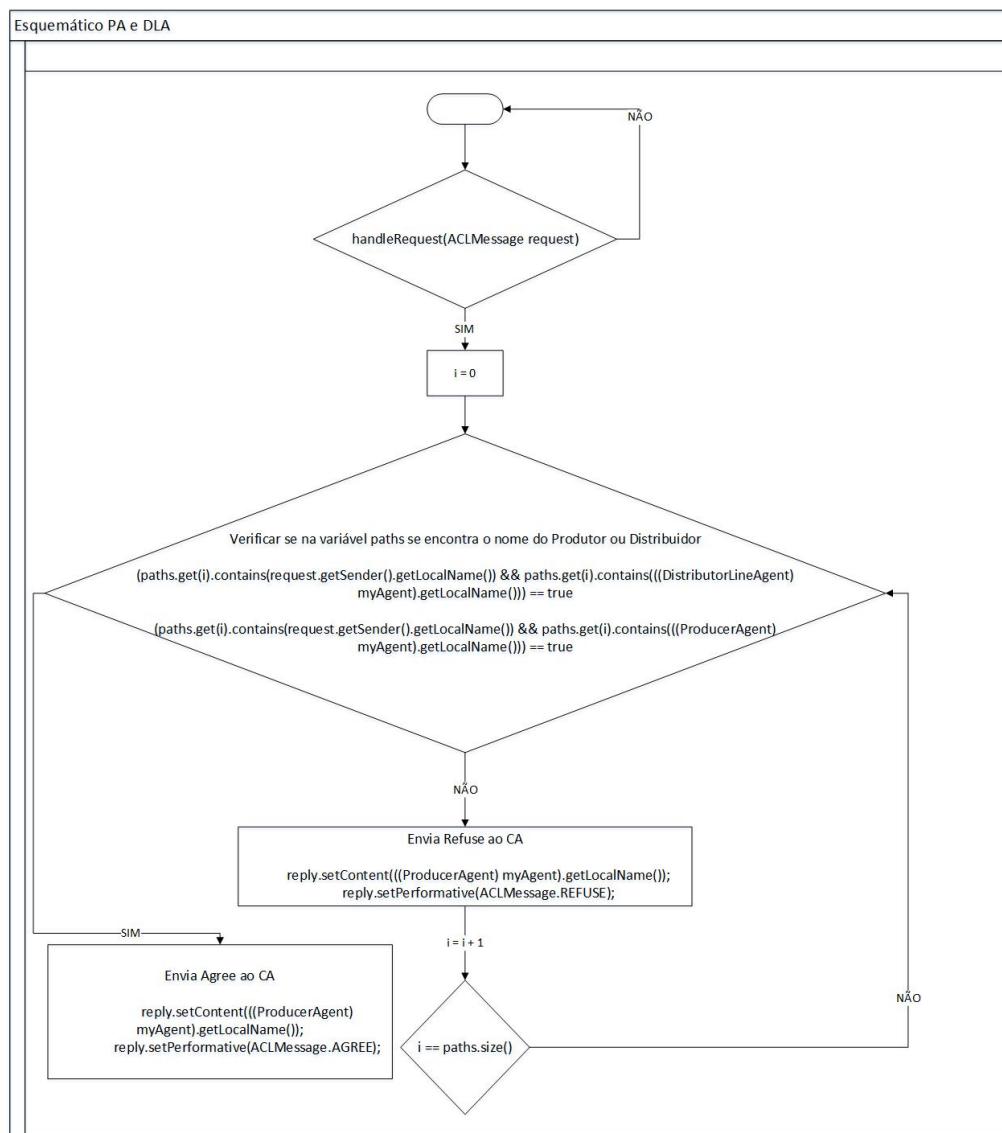 Esquemático PA e DLA
NÃO
handleRequest(ACLMessage request)
SIM
i = 0
Verificar se na variável paths se encontra o nome do Produtor ou Distribuidor
(paths.get(i).contains(request.getSender().getLocalName()) && paths.get(i).contains(((DistributorLineAgent)
myAgent).getLocalName())) == true
(paths.get(i).contains(request.getSender().getLocalName()) && paths.get(i).contains(((ProducerAgent)
myAgent).getLocalName())) == true
NÃO
Envia Refuse ao CA
reply.setContent(((ProducerAgent) myAgent).getLocalName());
reply.setPerformative(ACLMessage.REFUSE);
SIM
i = i + 1
Envia Agree ao CA
reply.setContent(((ProducerAgent)
myAgent).getLocalName());
reply.setPerformative(ACLMessage.AGREE);
NÃO
i == paths.size()